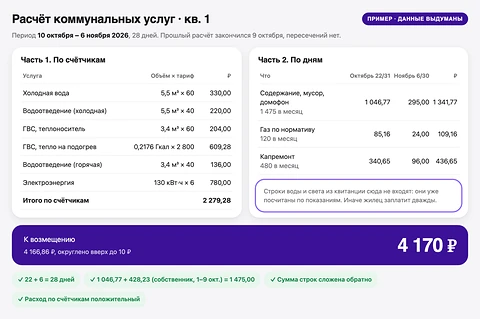 Расчёт коммунальных услуг · кв. 1
ПРИМЕР · ДАННЫЕ ВЫДУМАНЫ
Период 10 октября – 6 ноября 2026, 28 дней. Прошлый расчёт закончился 9 октября, пересечений нет.
Часть 1. По счётчикам
Услуга Объём × тариф ₽
Холодная вода 5,5 м³ × 60 330,00
Водоотведение (холодная) 5,5 м³ × 40 220,00
ГВС, теплоноситель 3,4 м³ × 60 204,00
ГВС, тепло на подогрев 0,2176 Гкал × 2 800 609,28
Водоотведение (горячая) 3,4 м³ × 40 136,00
Электроэнергия 130 кВт·ч × 6 780,00
Итого по счётчикам 2 279,28
Часть 2. По дням
Что Октябрь 22/31 Ноябрь 6/30 ₽
Содержание, мусор,
домофон 1 046,77 295,00 1 341,77
1 475 в месяц
Газ по нормативу 85,16 24,00 109,16
120 в месяц
Капремонт 340,65 96,00 436,65
480 в месяц
Строки воды и света из квитанции сюда не входят: они уже
посчитаны по показаниям. Иначе жилец заплатит дважды.
К возмещению
4 166,86 ₽, округлено вверх до 10 ₽
4 170 ₽
✓ 22 + 6 = 28 дней
✓ 1 046,77 + 428,23 (собственник, 1–9 окт.) = 1 475,00
✓ Сумма строк сложена обратно
✓ Расход по счётчикам положительный